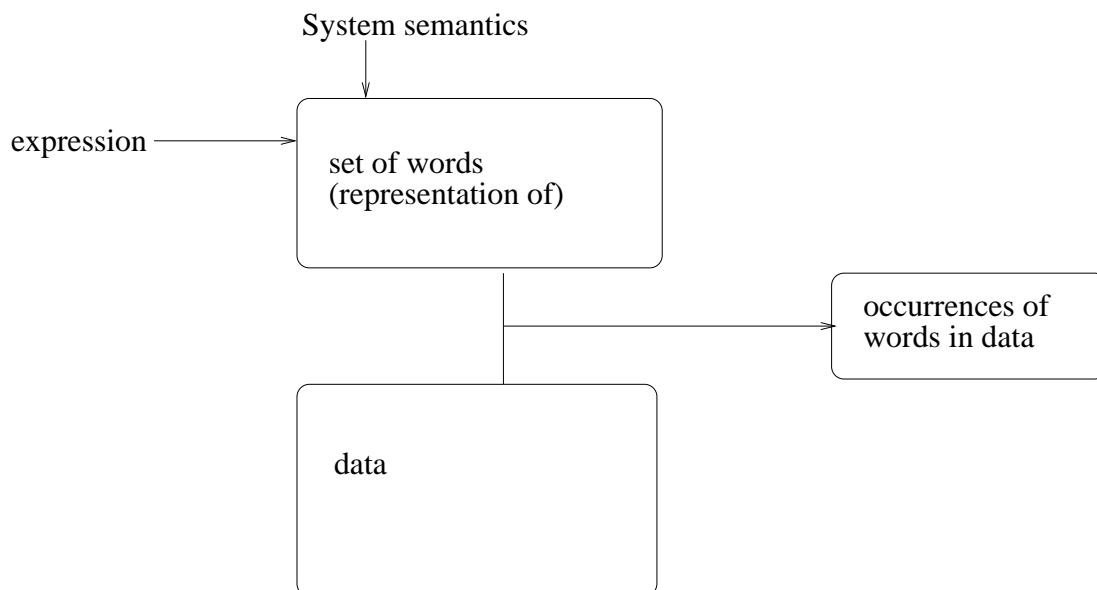 System semantics
expression
set of words
(representation of)
occurrences of
words in data
data